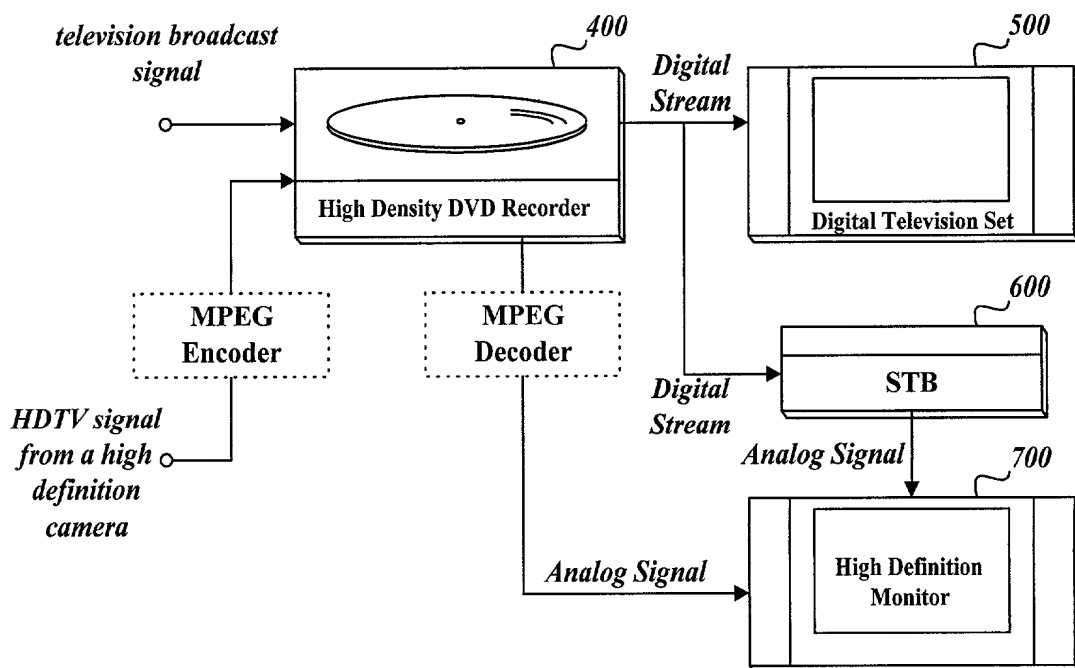 television broadcast
signal
400
High Density DVD Recorder
Digital
Stream
500
Digital Television Set
MPEG
Encoder
MPEG
Decoder
HDTV signal
from a high
definition
camera
Digital
Stream
600
STB
Analog Signal
700
Analog Signal
High Definition
Monitor